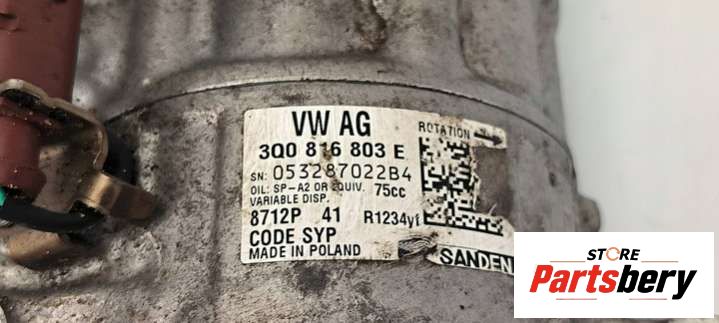 VW AG
3Q0 816 803 E
SN: 053287022B4
OIL: SP-A2 OR EQUIV. 75cc
VARIABLE DISP.
8712P 41 R1234yf
CODE SYP
MADE IN POLAND
ROTATION
SANDEN
STORE
Partsbery